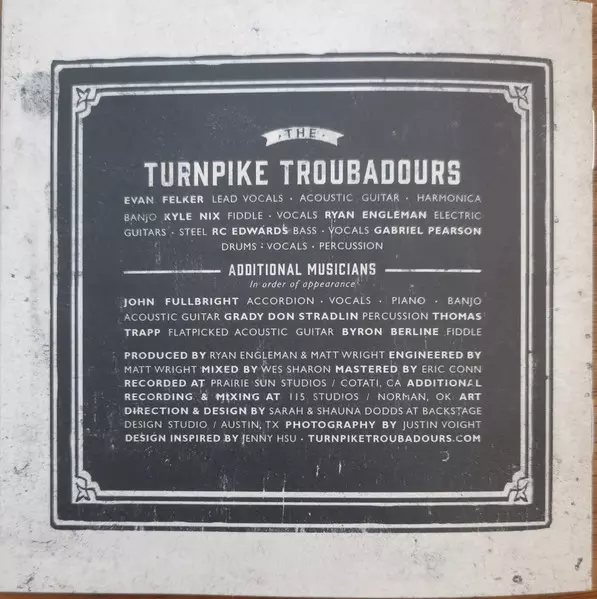 · THE ·
TURNPIKE TROUBADOURS
EVAN FELKER LEAD VOCALS · ACOUSTIC GUITAR · HARMONICA
BANJO KYLE NIX FIDDLE · VOCALS RYAN ENGLEMAN ELECTRIC
GUITARS · STEEL RC EDWARDS BASS · VOCALS GABRIEL PEARSON
DRUMS · VOCALS · PERCUSSION
ADDITIONAL MUSICIANS
In order of appearance
JOHN FULLBRIGHT ACCORDION · VOCALS · PIANO · BANJO
ACOUSTIC GUITAR GRADY DON STRADLIN PERCUSSION THOMAS
TRAPP FLATPICKED ACOUSTIC GUITAR BYRON BERLINE FIDDLE
PRODUCED BY RYAN ENGLEMAN & MATT WRIGHT ENGINEERED BY
MATT WRIGHT MIXED BY WES SHARON MASTERED BY ERIC CONN
RECORDED AT PRAIRIE SUN STUDIOS / COTATI, CA ADDITIONAL
RECORDING & MIXING AT 115 STUDIOS / NORMAN, OK ART
DIRECTION & DESIGN BY SARAH & SHAUNA DODDS AT BACKSTAGE
DESIGN STUDIO / AUSTIN, TX PHOTOGRAPHY BY JUSTIN VOIGHT
DESIGN INSPIRED BY JENNY HSU · TURNPIKETROUBADOURS.COM